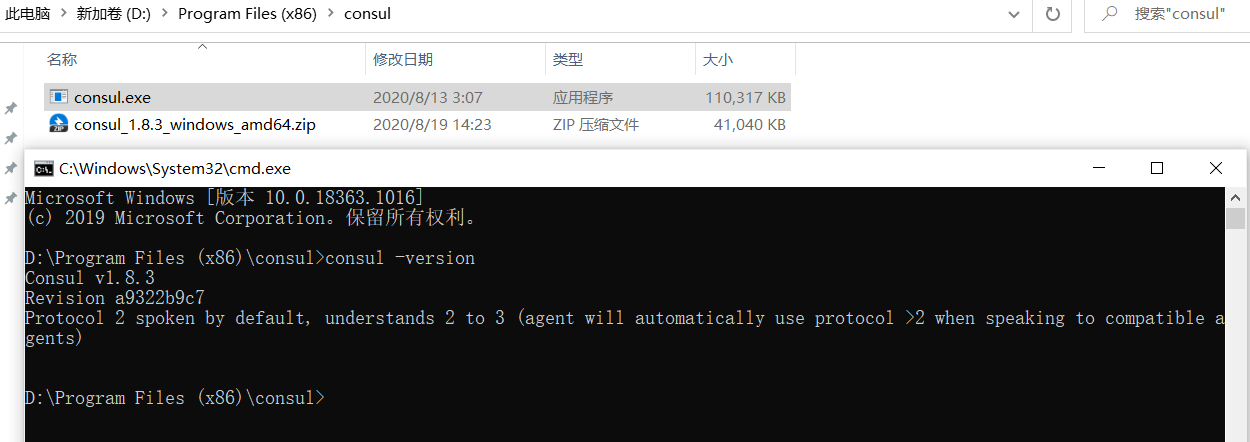 此电脑 > 新加卷 (D:) > Program Files (x86) > consul
搜索"consul"
名称 修改日期 类型 大小
consul.exe 2020/8/13 3:07 应用程序 110,317 KB
consul_1.8.3_windows_amd64.zip 2020/8/19 14:23 ZIP 压缩文件 41,040 KB
C:\Windows\System32\cmd.exe
Microsoft Windows [版本 10.0.18363.1016]
(c) 2019 Microsoft Corporation。保留所有权利。
D:\Program Files (x86)\consul>consul -version
Consul v1.8.3
Revision a9322b9c7
Protocol 2 spoken by default, understands 2 to 3 (agent will automatically use protocol >2 when speaking to compatible a
gents)
D:\Program Files (x86)\consul>